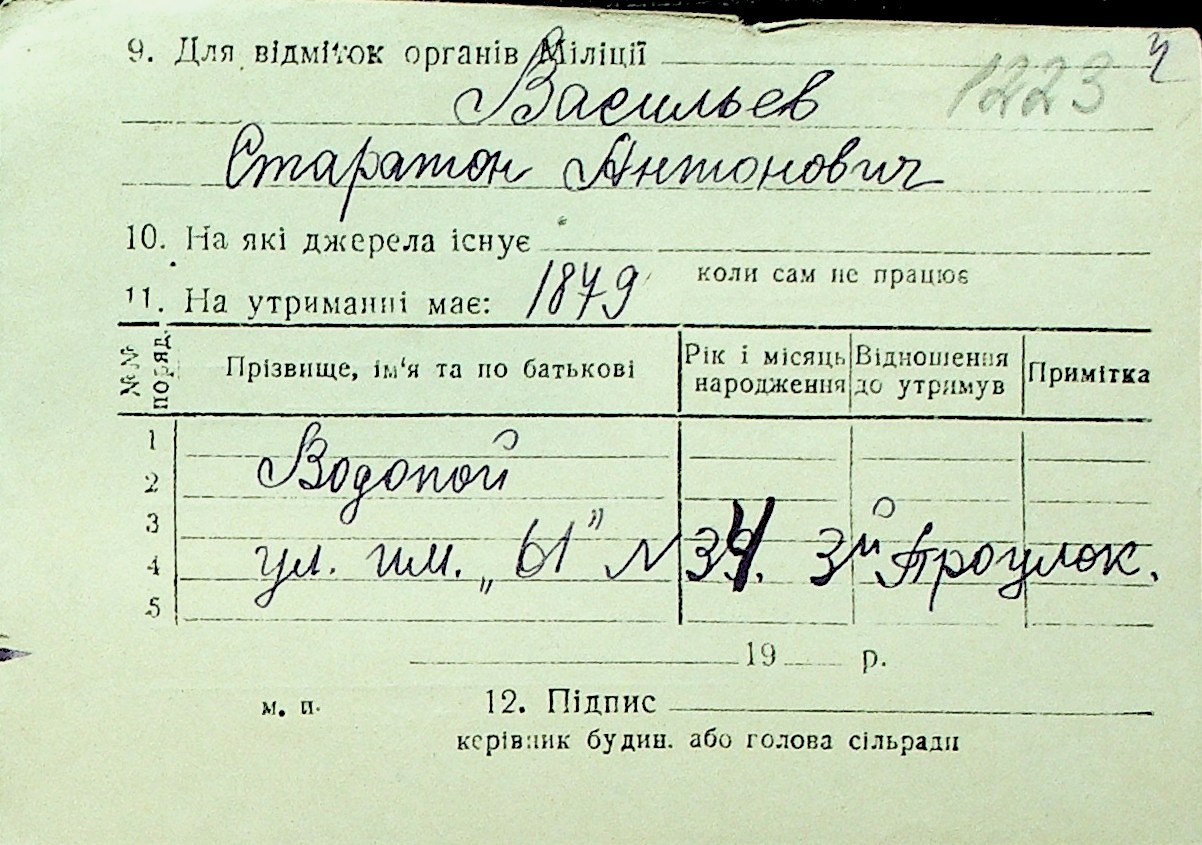 9. Для відміток органів Міліції
1223 4
Васильев
Старатон Антонович
10. На які джерела існує
коли сам не працює
11. На утриманні має: 1879
№№ поряд. Прізвище, ім'я та по батькові Рік і місяць народження Відношення до утримув Примітка
1
Водопой
2
3
4 ул. им. „61” N 34. 3й Проулок.
5
19 р.
м. п. 12. Підпис
керівник будин. або голова сільради